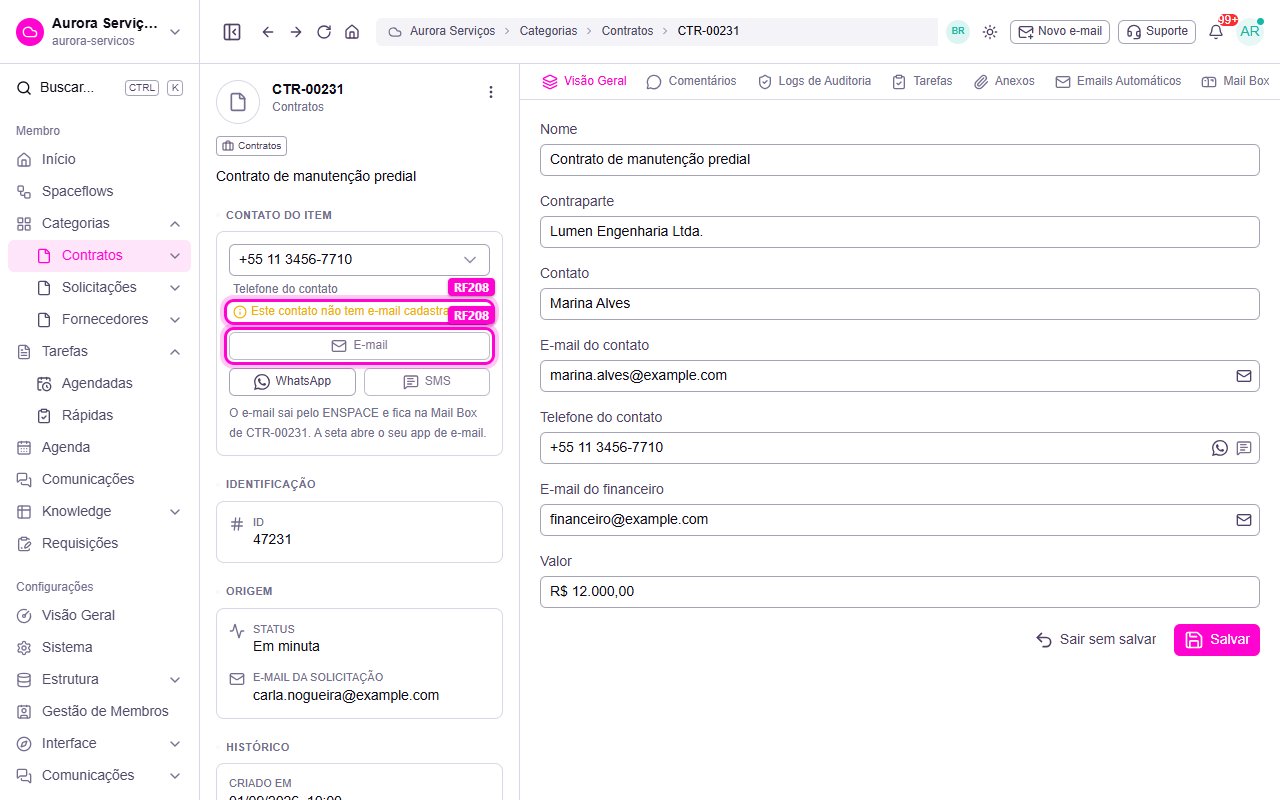 Aurora Serviç...
aurora-servicos
Aurora Serviços
Categorias
Contratos
CTR-00231
BR
Novo e-mail
Suporte
99+
AR
Buscar...
CTRL
K
Membro
Início
Spaceflows
Categorias
Contratos
Solicitações
Fornecedores
Tarefas
Agendadas
Rápidas
Agenda
Comunicações
Knowledge
Requisições
Configurações
Visão Geral
Sistema
Estrutura
Gestão de Membros
Interface
Comunicações
CTR-00231
Contratos
Contratos
Contrato de manutenção predial
CONTATO DO ITEM
+55 11 3456-7710
Telefone do contato
RF208
Este contato não tem e-mail
RF208
E-mail
WhatsApp
SMS
O e-mail sai pelo ENSPACE e fica na Mail Box
de CTR-00231. A seta abre o seu app de e-mail.
IDENTIFICAÇÃO
ID
47231
ORIGEM
STATUS
Em minuta
E-MAIL DA SOLICITAÇÃO
carla.nogueira@example.com
HISTÓRICO
CRIADO EM
Visão Geral
Comentários
Logs de Auditoria
Tarefas
Anexos
Emails Automáticos
Mail Box
Nome
Contrato de manutenção predial
Contraparte
Lumen Engenharia Ltda.
Contato
Marina Alves
E-mail do contato
marina.alves@example.com
Telefone do contato
+55 11 3456-7710
E-mail do financeiro
financeiro@example.com
Valor
R$ 12.000,00
Sair sem salvar
Salvar